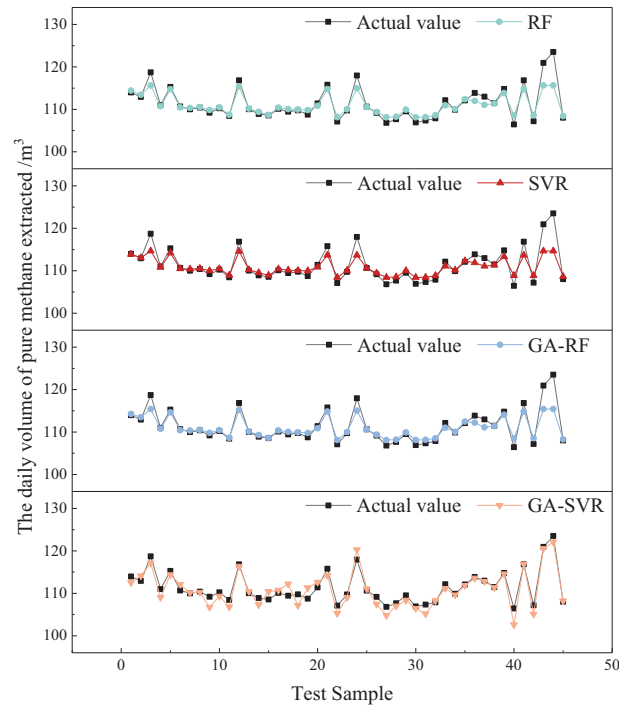 The daily volume of pure methane extracted /m³
130
120
110
100
Actual value
RF
130
120
110
100
Actual value
SVR
130
120
110
100
Actual value
GA-RF
130
120
110
100
Actual value
GA-SVR
0
10
20
30
40
50
Test Sample